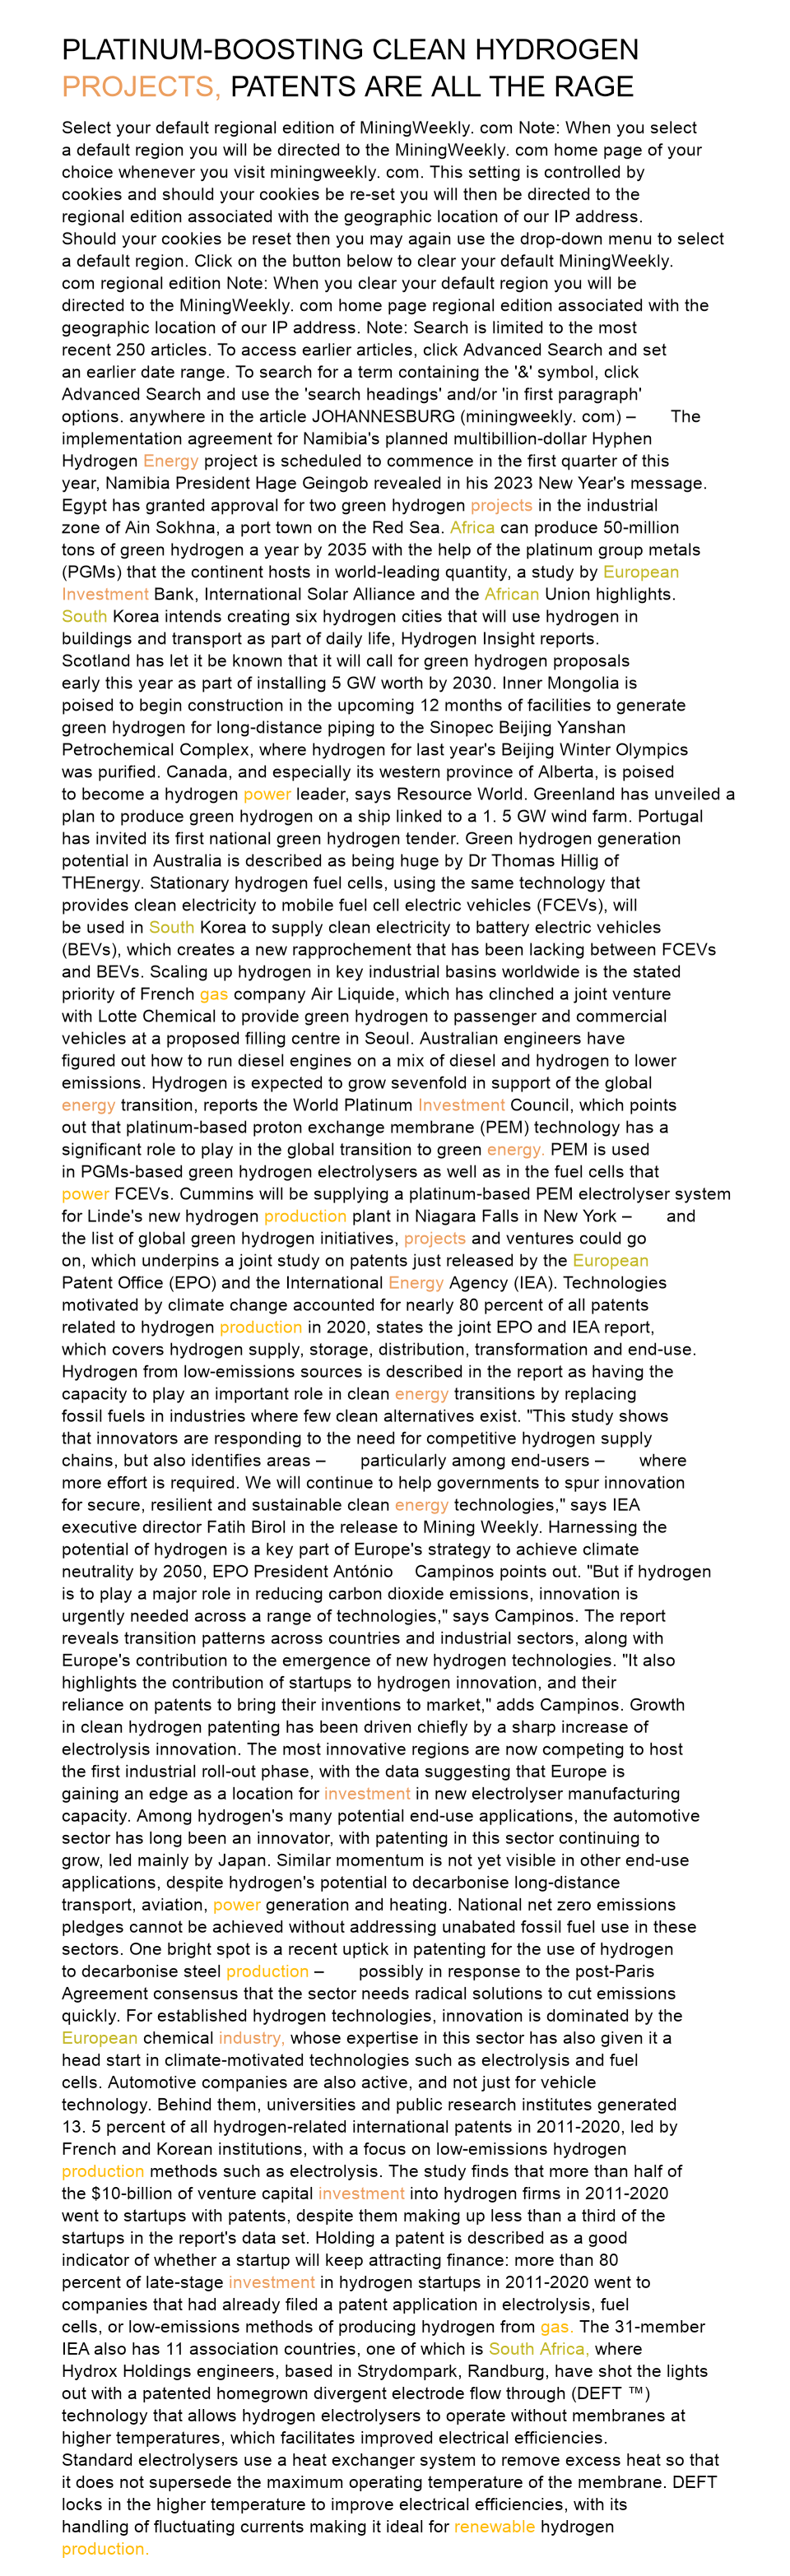 PLATINUM-BOOSTING CLEAN HYDROGEN
PROJECTS, PATENTS ARE ALL THE RAGE
Select your default regional edition of MiningWeekly. com Note: When you select
a default region you will be directed to the MiningWeekly. com home page of your
choice whenever you visit miningweekly. com. This setting is controlled by
cookies and should your cookies be re-set you will then be directed to the
regional edition associated with the geographic location of our IP address.
Should your cookies be reset then you may again use the drop-down menu to select
a default region. Click on the button below to clear your default MiningWeekly.
com regional edition Note: When you clear your default region you will be
directed to the MiningWeekly. com home page regional edition associated with the
geographic location of our IP address. Note: Search is limited to the most
recent 250 articles. To access earlier articles, click Advanced Search and set
an earlier date range. To search for a term containing the '&' symbol, click
Advanced Search and use the 'search headings' and/or 'in first paragraph'
options. anywhere in the article JOHANNESBURG (miningweekly. com) – The
implementation agreement for Namibia's planned multibillion-dollar Hyphen
Hydrogen Energy project is scheduled to commence in the first quarter of this
year, Namibia President Hage Geingob revealed in his 2023 New Year's message.
Egypt has granted approval for two green hydrogen projects in the industrial
zone of Ain Sokhna, a port town on the Red Sea. Africa can produce 50-million
tons of green hydrogen a year by 2035 with the help of the platinum group metals
(PGMs) that the continent hosts in world-leading quantity, a study by European
Investment Bank, International Solar Alliance and the African Union highlights.
South Korea intends creating six hydrogen cities that will use hydrogen in
buildings and transport as part of daily life, Hydrogen Insight reports.
Scotland has let it be known that it will call for green hydrogen proposals
early this year as part of installing 5 GW worth by 2030. Inner Mongolia is
poised to begin construction in the upcoming 12 months of facilities to generate
green hydrogen for long-distance piping to the Sinopec Beijing Yanshan
Petrochemical Complex, where hydrogen for last year's Beijing Winter Olympics
was purified. Canada, and especially its western province of Alberta, is poised
to become a hydrogen power leader, says Resource World. Greenland has unveiled a
plan to produce green hydrogen on a ship linked to a 1. 5 GW wind farm. Portugal
has invited its first national green hydrogen tender. Green hydrogen generation
potential in Australia is described as being huge by Dr Thomas Hillig of
THEnergy. Stationary hydrogen fuel cells, using the same technology that
provides clean electricity to mobile fuel cell electric vehicles (FCEVs), will
be used in South Korea to supply clean electricity to battery electric vehicles
(BEVs), which creates a new rapprochement that has been lacking between FCEVs
and BEVs. Scaling up hydrogen in key industrial basins worldwide is the stated
priority of French gas company Air Liquide, which has clinched a joint venture
with Lotte Chemical to provide green hydrogen to passenger and commercial
vehicles at a proposed filling centre in Seoul. Australian engineers have
figured out how to run diesel engines on a mix of diesel and hydrogen to lower
emissions. Hydrogen is expected to grow sevenfold in support of the global
energy transition, reports the World Platinum Investment Council, which points
out that platinum-based proton exchange membrane (PEM) technology has a
significant role to play in the global transition to green energy. PEM is used
in PGMs-based green hydrogen electrolysers as well as in the fuel cells that
power FCEVs. Cummins will be supplying a platinum-based PEM electrolyser system
for Linde's new hydrogen production plant in Niagara Falls in New York – and
the list of global green hydrogen initiatives, projects and ventures could go
on, which underpins a joint study on patents just released by the European
Patent Office (EPO) and the International Energy Agency (IEA). Technologies
motivated by climate change accounted for nearly 80 percent of all patents
related to hydrogen production in 2020, states the joint EPO and IEA report,
which covers hydrogen supply, storage, distribution, transformation and end-use.
Hydrogen from low-emissions sources is described in the report as having the
capacity to play an important role in clean energy transitions by replacing
fossil fuels in industries where few clean alternatives exist. "This study shows
that innovators are responding to the need for competitive hydrogen supply
chains, but also identifies areas – particularly among end-users – where
more effort is required. We will continue to help governments to spur innovation
for secure, resilient and sustainable clean energy technologies," says IEA
executive director Fatih Birol in the release to Mining Weekly. Harnessing the
potential of hydrogen is a key part of Europe's strategy to achieve climate
neutrality by 2050, EPO President António Campinos points out. "But if hydrogen
is to play a major role in reducing carbon dioxide emissions, innovation is
urgently needed across a range of technologies," says Campinos. The report
reveals transition patterns across countries and industrial sectors, along with
Europe's contribution to the emergence of new hydrogen technologies. "It also
highlights the contribution of startups to hydrogen innovation, and their
reliance on patents to bring their inventions to market," adds Campinos. Growth
in clean hydrogen patenting has been driven chiefly by a sharp increase of
electrolysis innovation. The most innovative regions are now competing to host
the first industrial roll-out phase, with the data suggesting that Europe is
gaining an edge as a location for investment in new electrolyser manufacturing
capacity. Among hydrogen's many potential end-use applications, the automotive
sector has long been an innovator, with patenting in this sector continuing to
grow, led mainly by Japan. Similar momentum is not yet visible in other end-use
applications, despite hydrogen's potential to decarbonise long-distance
transport, aviation, power generation and heating. National net zero emissions
pledges cannot be achieved without addressing unabated fossil fuel use in these
sectors. One bright spot is a recent uptick in patenting for the use of hydrogen
to decarbonise steel production – possibly in response to the post-Paris
Agreement consensus that the sector needs radical solutions to cut emissions
quickly. For established hydrogen technologies, innovation is dominated by the
European chemical industry, whose expertise in this sector has also given it a
head start in climate-motivated technologies such as electrolysis and fuel
cells. Automotive companies are also active, and not just for vehicle
technology. Behind them, universities and public research institutes generated
13. 5 percent of all hydrogen-related international patents in 2011-2020, led by
French and Korean institutions, with a focus on low-emissions hydrogen
production methods such as electrolysis. The study finds that more than half of
the $10-billion of venture capital investment into hydrogen firms in 2011-2020
went to startups with patents, despite them making up less than a third of the
startups in the report's data set. Holding a patent is described as a good
indicator of whether a startup will keep attracting finance: more than 80
percent of late-stage investment in hydrogen startups in 2011-2020 went to
companies that had already filed a patent application in electrolysis, fuel
cells, or low-emissions methods of producing hydrogen from gas. The 31-member
IEA also has 11 association countries, one of which is South Africa, where
Hydrox Holdings engineers, based in Strydompark, Randburg, have shot the lights
out with a patented homegrown divergent electrode flow through (DEFT ™)
technology that allows hydrogen electrolysers to operate without membranes at
higher temperatures, which facilitates improved electrical efficiencies.
Standard electrolysers use a heat exchanger system to remove excess heat so that
it does not supersede the maximum operating temperature of the membrane. DEFT
locks in the higher temperature to improve electrical efficiencies, with its
handling of fluctuating currents making it ideal for renewable hydrogen
production.